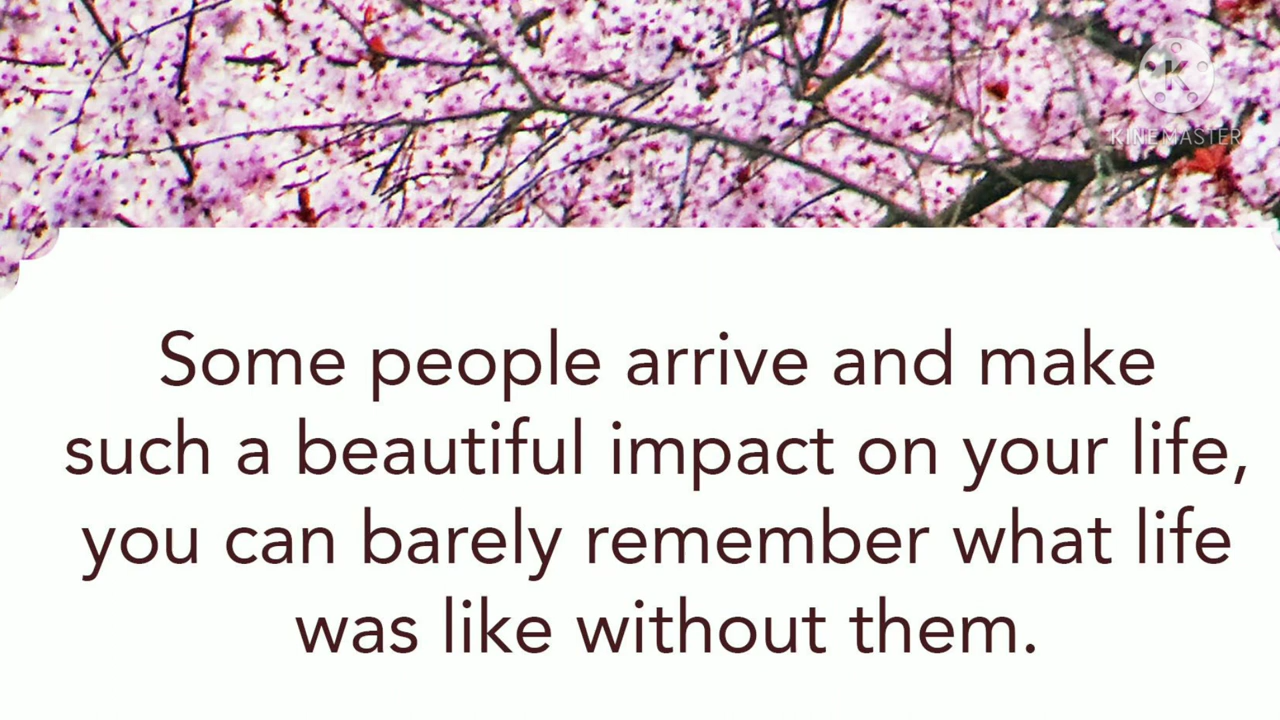 K
KINEMASTER
Some people arrive and make
such a beautiful impact on your life,
you can barely remember what life
was like without them.